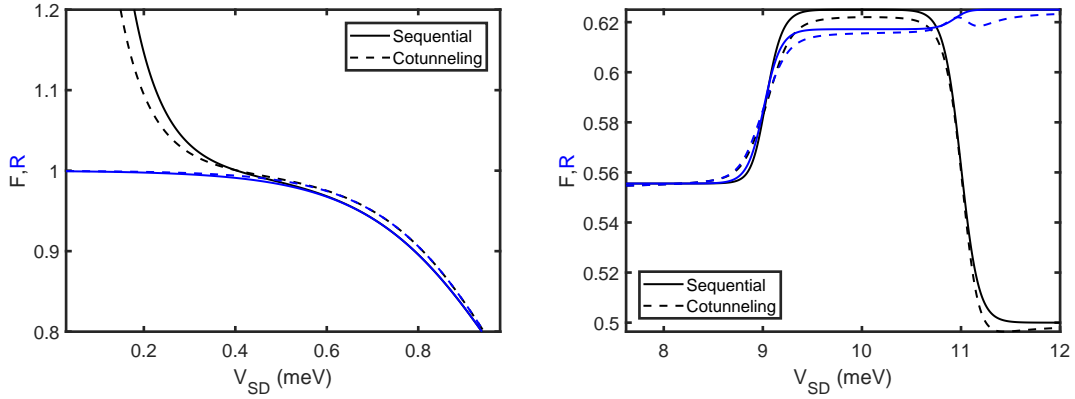 1.2
1.1
1
0.9
0.8
F,R
0.2
0.4
0.6
0.8
V_SD (meV)
Sequential
Cotunneling
0.62
0.6
0.58
0.56
0.54
0.52
0.5
F,R
8
9
10
11
12
V_SD (meV)
Sequential
Cotunneling